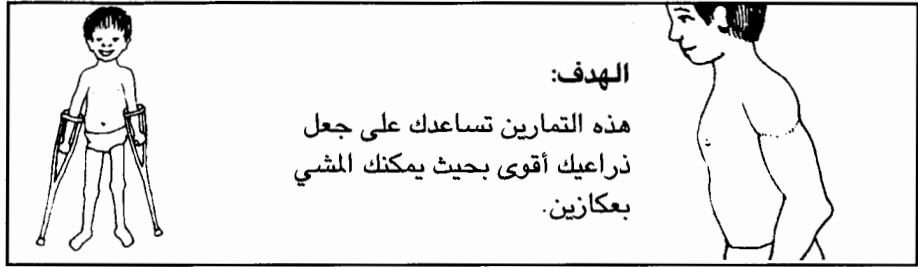 الهدف:
هذه التمارين تساعدك على جعل
ذراعيك أقوى بحيث يمكنك المشي
بعكازين.